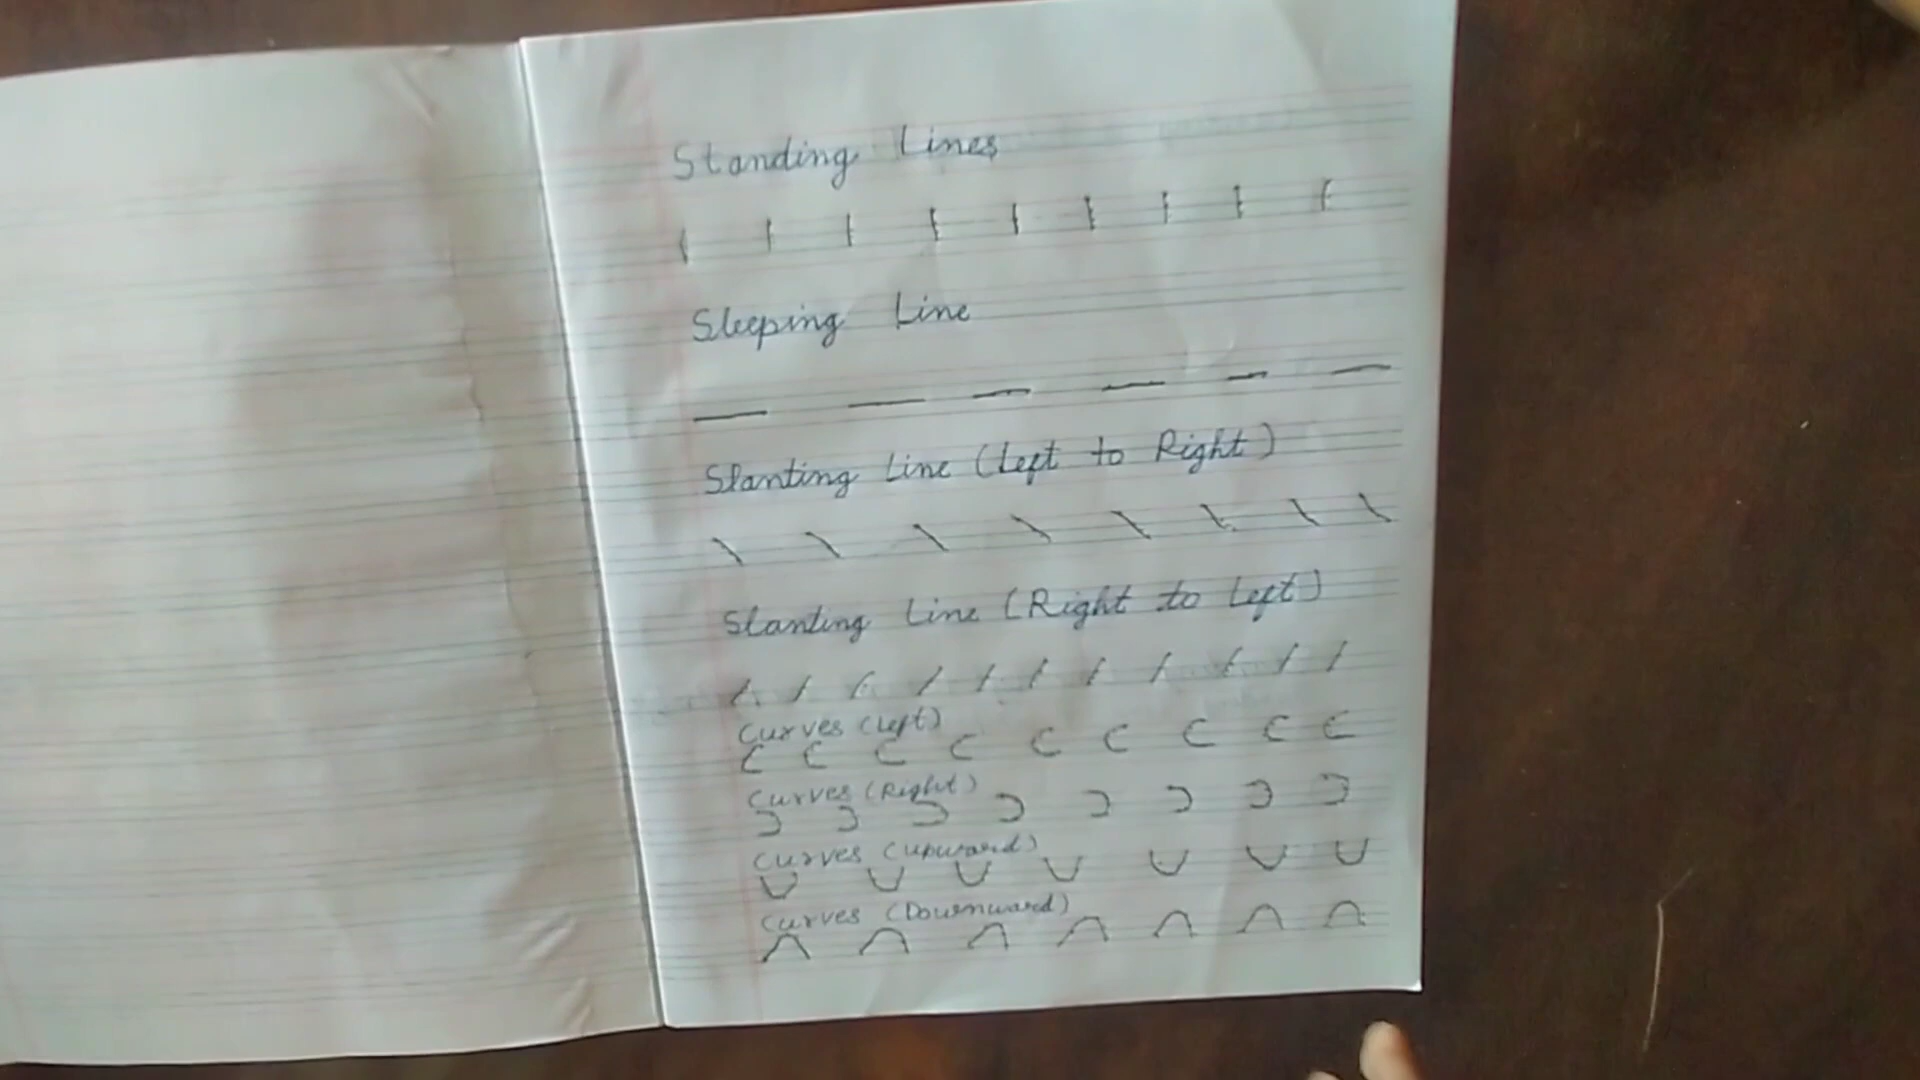 Standing Lines
Sleeping Line
Slanting Line (Left to Right)
Slanting Line (Right to Left)
Curves (Left)
Curves (Right)
Curves (Upward)
Curves (Downward)